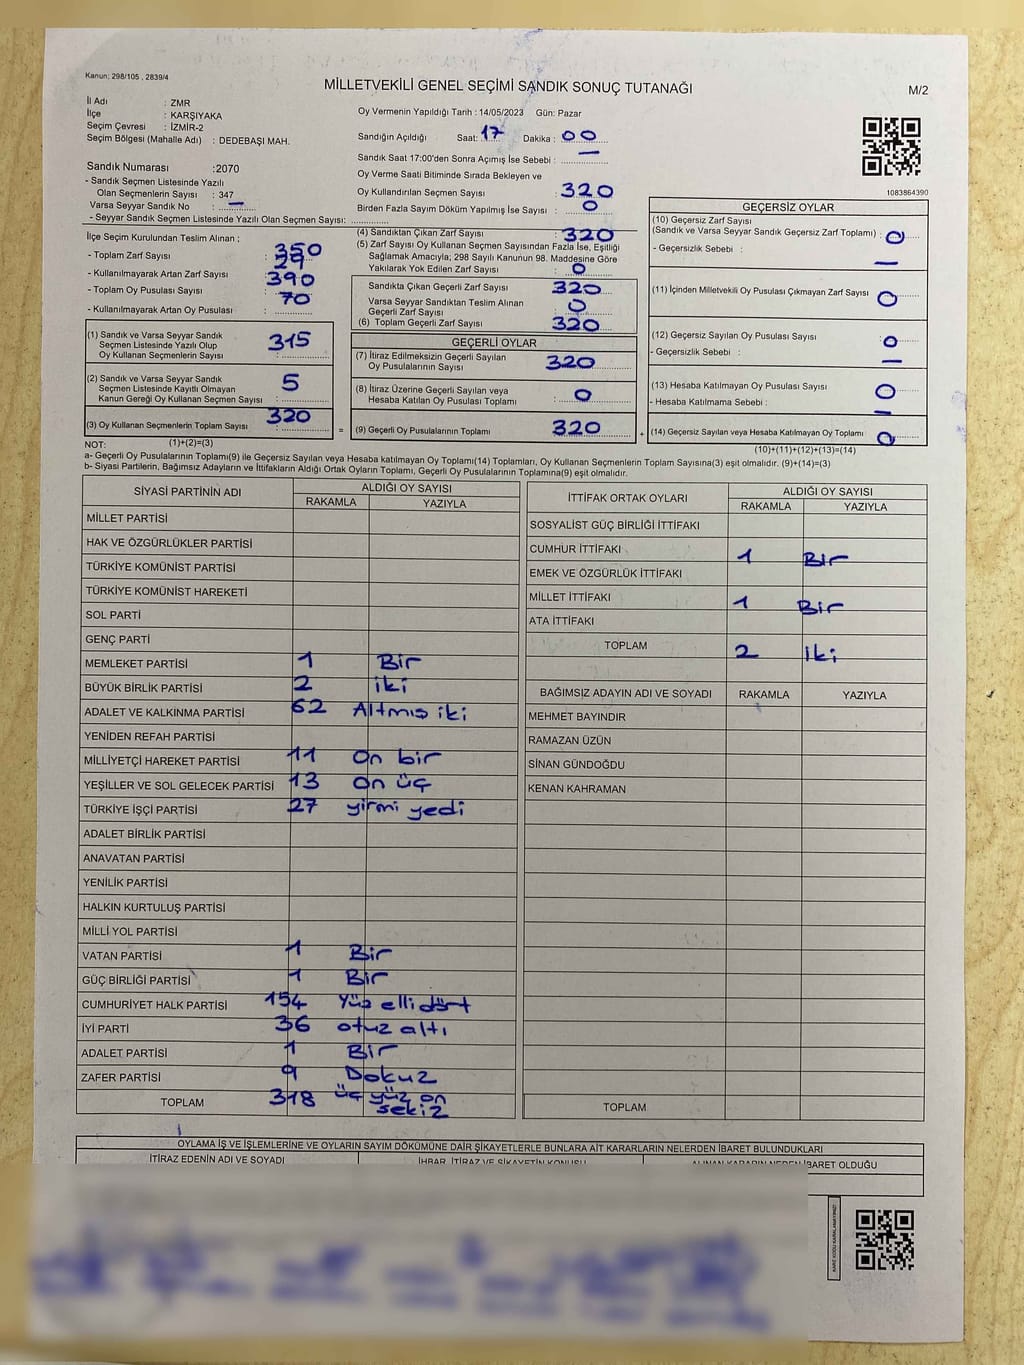 Kanun; 298/105 , 2839/4
MİLLETVEKİLİ GENEL SEÇİMİ SANDIK SONUÇ TUTANAĞI
M/2
İl Adı : ZMR
İlçe : KARŞIYAKA
Seçim Çevresi : İZMİR-2
Seçim Bölgesi (Mahalle Adı) : DEDEBAŞI MAH.
Sandık Numarası :2070
- Sandık Seçmen Listesinde Yazılı
Olan Seçmenlerin Sayısı : 347
Varsa Seyyar Sandık No : —
- Seyyar Sandık Seçmen Listesinde Yazılı Olan Seçmen Sayısı:
Oy Vermenin Yapıldığı Tarih : 14/05/2023 Gün: Pazar
Sandığın Açıldığı Saat: 17 Dakika : 00
Sandık Saat 17:00'den Sonra Açımış İse Sebebi : —
Oy Verme Saati Bitiminde Sırada Bekleyen ve
Oy Kullandırılan Seçmen Sayısı : 320
Birden Fazla Sayım Döküm Yapılmış İse Sayısı : 0
1083864390
İlçe Seçim Kurulundan Teslim Alınan ;
- Toplam Zarf Sayısı : 350
- Kullanılmayarak Artan Zarf Sayısı : 29
- Toplam Oy Pusulası Sayısı : 390
- Kullanılmayarak Artan Oy Pusulası : 70
(1) Sandık ve Varsa Seyyar Sandık
Seçmen Listesinde Yazılı Olup
Oy Kullanan Seçmenlerin Sayısı : 315
(2) Sandık ve Varsa Seyyar Sandık
Seçmen Listesinde Kayıtlı Olmayan
Kanun Gereği Oy Kullanan Seçmen Sayısı : 5
(3) Oy Kullanan Seçmenlerin Toplam Sayısı : 320
(1)+(2)=(3)
(4) Sandıktan Çıkan Zarf Sayısı : 320
(5) Zarf Sayısı Oy Kullanan Seçmen Sayısından Fazla İse, Eşitliği
Sağlamak Amacıyla; 298 Sayılı Kanunun 98. Maddesine Göre
Yakılarak Yok Edilen Zarf Sayısı : 0
Sandıkta Çıkan Geçerli Zarf Sayısı : 320
Varsa Seyyar Sandıktan Teslim Alınan
Geçerli Zarf Sayısı : 0
(6) Toplam Geçerli Zarf Sayısı : 320
GEÇERLİ OYLAR
(7) İtiraz Edilmeksizin Geçerli Sayılan
Oy Pusulalarının Sayısı : 320
(8) İtiraz Üzerine Geçerli Sayılan veya
Hesaba Katılan Oy Pusulası Toplamı : 0
= (9) Geçerli Oy Pusulalarının Toplamı : 320
GEÇERSİZ OYLAR
(10) Geçersiz Zarf Sayısı
(Sandık ve Varsa Seyyar Sandık Geçersiz Zarf Toplamı) : 0
- Geçersizlik Sebebi : —
(11) İçinden Milletvekili Oy Pusulası Çıkmayan Zarf Sayısı : 0
(12) Geçersiz Sayılan Oy Pusulası Sayısı : 0
- Geçersizlik Sebebi : —
(13) Hesaba Katılmayan Oy Pusulası Sayısı : 0
- Hesaba Katılmama Sebebi : —
+ (14) Geçersiz Sayılan veya Hesaba Katılmayan Oy Toplamı : 0
(10)+(11)+(12)+(13)=(14)
NOT:
a- Geçerli Oy Pusulalarının Toplamı(9) ile Geçersiz Sayılan veya Hesaba katılmayan Oy Toplamı(14) Toplamları, Oy Kullanan Seçmenlerin Toplam Sayısına(3) eşit olmalıdır. (9)+(14)=(3)
b- Siyasi Partilerin, Bağımsız Adayların ve İttifakların Aldığı Ortak Oyların Toplamı, Geçerli Oy Pusulalarının Toplamına(9) eşit olmalıdır.
SİYASİ PARTİNİN ADI ALDIĞI OY SAYISI
RAKAMLA YAZIYLA
MİLLET PARTİSİ
HAK VE ÖZGÜRLÜKLER PARTİSİ
TÜRKİYE KOMÜNİST PARTİSİ
TÜRKİYE KOMÜNİST HAREKETİ
SOL PARTİ
GENÇ PARTİ
MEMLEKET PARTİSİ 1 Bir
BÜYÜK BİRLİK PARTİSİ 2 iki
ADALET VE KALKINMA PARTİSİ 62 Altmış iki
YENİDEN REFAH PARTİSİ
MİLLİYETÇİ HAREKET PARTİSİ 11 On bir
YEŞİLLER VE SOL GELECEK PARTİSİ 13 on üç
TÜRKİYE İŞÇİ PARTİSİ 27 yirmi yedi
ADALET BİRLİK PARTİSİ
ANAVATAN PARTİSİ
YENİLİK PARTİSİ
HALKIN KURTULUŞ PARTİSİ
MİLLİ YOL PARTİSİ
VATAN PARTİSİ 1 Bir
GÜÇ BİRLİĞİ PARTİSİ 1 Bir
CUMHURİYET HALK PARTİSİ 154 Yüz elli dört
İYİ PARTİ 36 otuz altı
ADALET PARTİSİ 1 Bir
ZAFER PARTİSİ 9 Dokuz
TOPLAM 318 üç yüz on
sekiz
İTTİFAK ORTAK OYLARI ALDIĞI OY SAYISI
RAKAMLA YAZIYLA
SOSYALİST GÜÇ BİRLİĞİ İTTİFAKI
CUMHUR İTTİFAKI 1 Bir
EMEK VE ÖZGÜRLÜK İTTİFAKI
MİLLET İTTİFAKI 1 Bir
ATA İTTİFAKI
TOPLAM 2 iki
BAĞIMSIZ ADAYIN ADI VE SOYADI RAKAMLA YAZIYLA
MEHMET BAYINDIR
RAMAZAN ÜZÜN
SİNAN GÜNDOĞDU
KENAN KAHRAMAN
TOPLAM
OYLAMA İŞ VE İŞLEMLERİNE VE OYLARIN SAYIM DÖKÜMÜNE DAİR ŞİKAYETLERLE BUNLARA AİT KARARLARIN NELERDEN İBARET BULUNDUKLARI
İTİRAZ EDENİN ADI VE SOYADI İHBAR, İTİRAZ VE ŞİKAYETİN KONUSU ALINAN KARARIN NEDEN İBARET OLDUĞU
KARE KODU KARALAMAYINIZ!